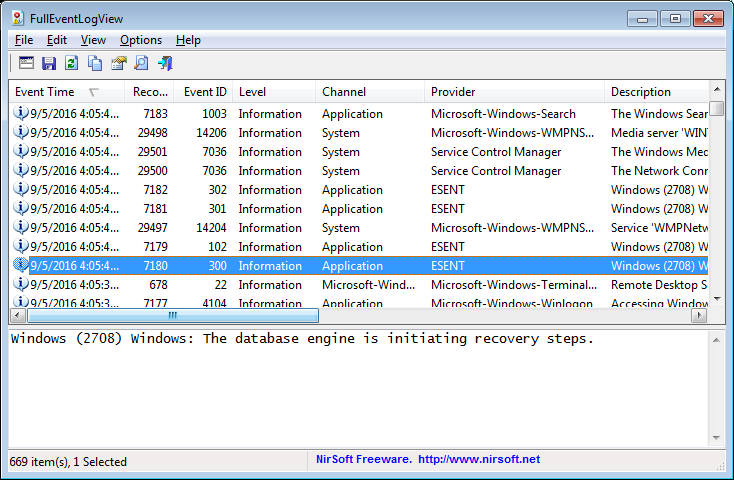 FullEventLogView
File Edit View Options Help
Event Time Reco... Event ID Level Channel Provider Description
9/5/2016 4:05:4... 7183 1003 Information Application Microsoft-Windows-Search The Windows Sear
9/5/2016 4:05:4... 29498 14206 Information System Microsoft-Windows-WMPNS... Media server 'WIN
9/5/2016 4:05:4... 29501 7036 Information System Service Control Manager The Windows Med
9/5/2016 4:05:4... 29500 7036 Information System Service Control Manager The Network Conn
9/5/2016 4:05:4... 7182 302 Information Application ESENT Windows (2708) W
9/5/2016 4:05:4... 7181 301 Information Application ESENT Windows (2708) W
9/5/2016 4:05:4... 29497 14204 Information System Microsoft-Windows-WMPNS... Service 'WMPNetw
9/5/2016 4:05:4... 7179 102 Information Application ESENT Windows (2708) W
9/5/2016 4:05:4... 7180 300 Information Application ESENT Windows (2708) W
9/5/2016 4:05:3... 678 22 Information Microsoft-Wind... Microsoft-Windows-Terminal... Remote Desktop S
9/5/2016 4:05:3... 7177 4104 Information Application Microsoft-Windows-Winlogon Accessing Window
Windows (2708) Windows: The database engine is initiating recovery steps.
669 item(s), 1 Selected
NirSoft Freeware. http://www.nirsoft.net